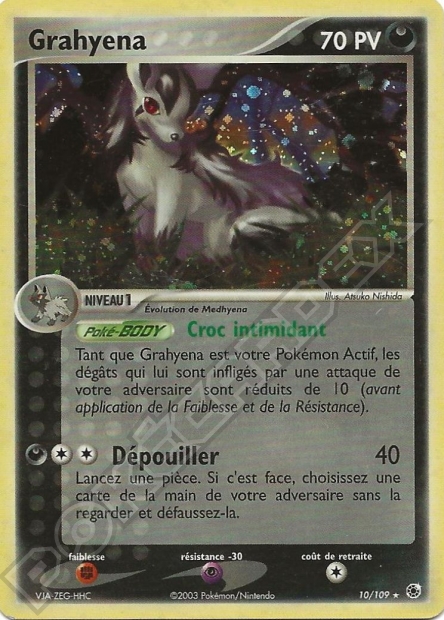 Grahyena 70 PV
Illus. Atsuko Nishida
NIVEAU 1
Évolution de Medhyena
Poké-BODY Croc intimidant
Tant que Grahyena est votre Pokémon Actif, les
dégâts qui lui sont infligés par une attaque de
votre adversaire sont réduits de 10 (avant
application de la Faiblesse et de la Résistance).
Dépouiller 40
Lancez une pièce. Si c'est face, choisissez une
carte de la main de votre adversaire sans la
regarder et défaussez-la.
faiblesse résistance -30 coût de retraite
VJA-ZEG-HHC ©2003 Pokémon/Nintendo 10/109 ★